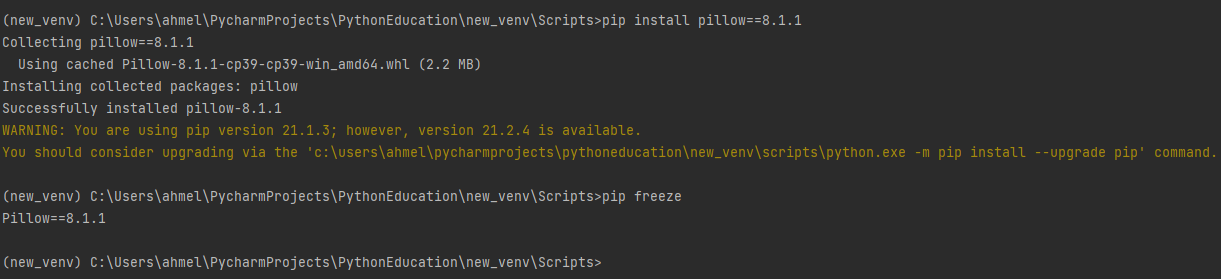 (new_venv) C:\Users\ahmel\PycharmProjects\PythonEducation\new_venv\Scripts>pip install pillow==8.1.1
Collecting pillow==8.1.1
  Using cached Pillow-8.1.1-cp39-cp39-win_amd64.whl (2.2 MB)
Installing collected packages: pillow
Successfully installed pillow-8.1.1
WARNING: You are using pip version 21.1.3; however, version 21.2.4 is available.
You should consider upgrading via the 'c:\users\ahmel\pycharmprojects\pythoneducation\new_venv\scripts\python.exe -m pip install --upgrade pip' command.
(new_venv) C:\Users\ahmel\PycharmProjects\PythonEducation\new_venv\Scripts>pip freeze
Pillow==8.1.1
(new_venv) C:\Users\ahmel\PycharmProjects\PythonEducation\new_venv\Scripts>